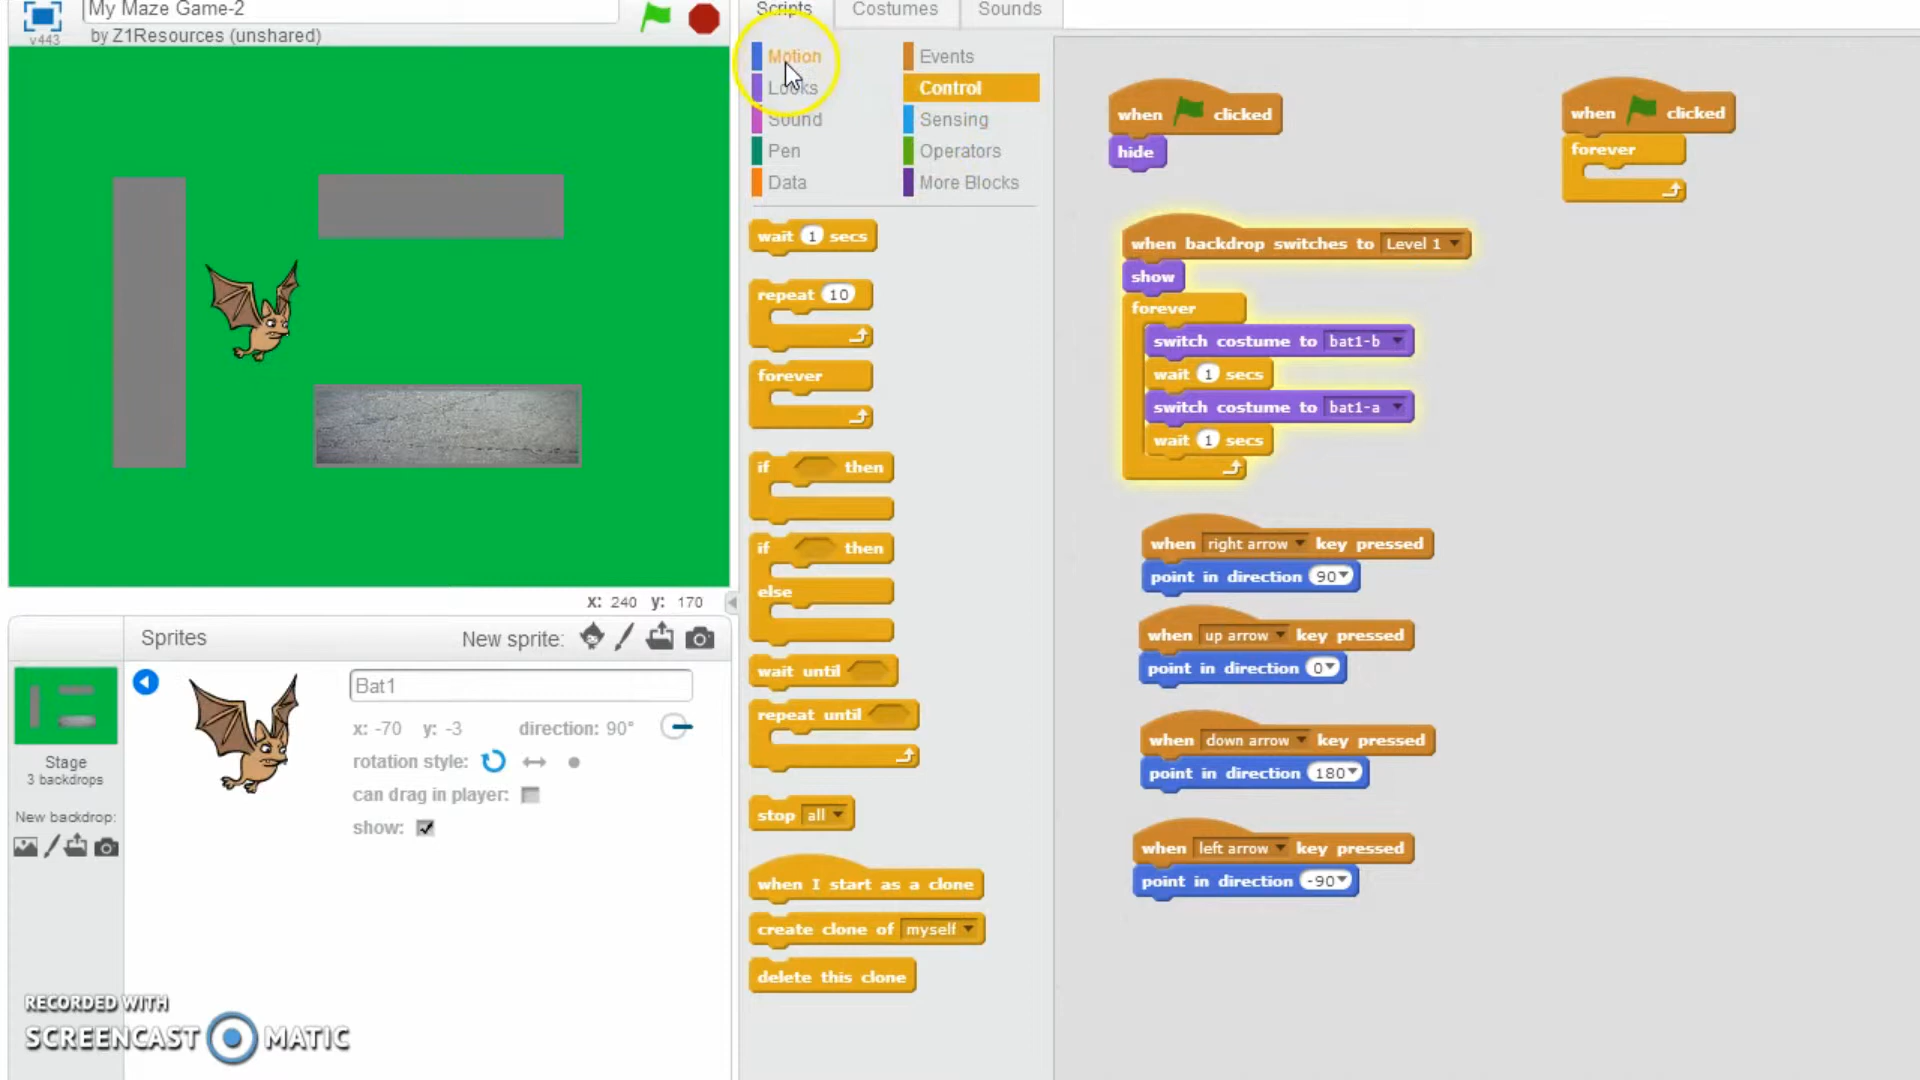 My Maze Game-2
v443
by Z1Resources (unshared)
Scripts
Costumes
Sounds
Motion
Looks
Sound
Pen
Data
Events
Control
Sensing
Operators
More Blocks
wait 1 secs
repeat 10
forever
if then
if then
else
wait until
repeat until
stop all
when I start as a clone
create clone of myself
delete this clone
when clicked
hide
when clicked
forever
when backdrop switches to Level 1
show
forever
switch costume to bat1-b
wait 1 secs
switch costume to bat1-a
wait 1 secs
when right arrow key pressed
point in direction 90
when up arrow key pressed
point in direction 0
when down arrow key pressed
point in direction 180
when left arrow key pressed
point in direction -90
x: 240 y: 170
Sprites
New sprite:
Bat1
x: -70 y: -3 direction: 90°
rotation style:
can drag in player:
show:
Stage
3 backdrops
New backdrop:
RECORDED WITH
SCREENCAST MATIC